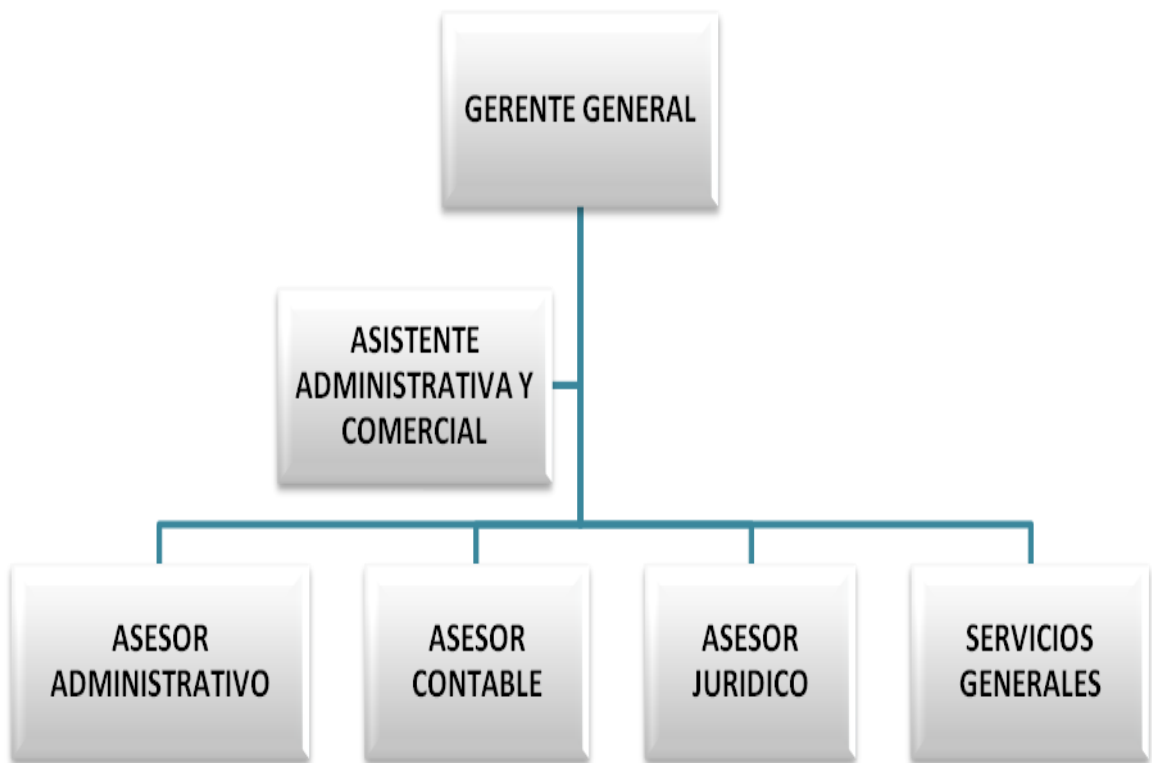 GERENTE GENERAL
ASISTENTE
ADMINISTRATIVA Y
COMERCIAL
ASESOR
ADMINISTRATIVO
ASESOR
CONTABLE
ASESOR
JURIDICO
SERVICIOS
GENERALES